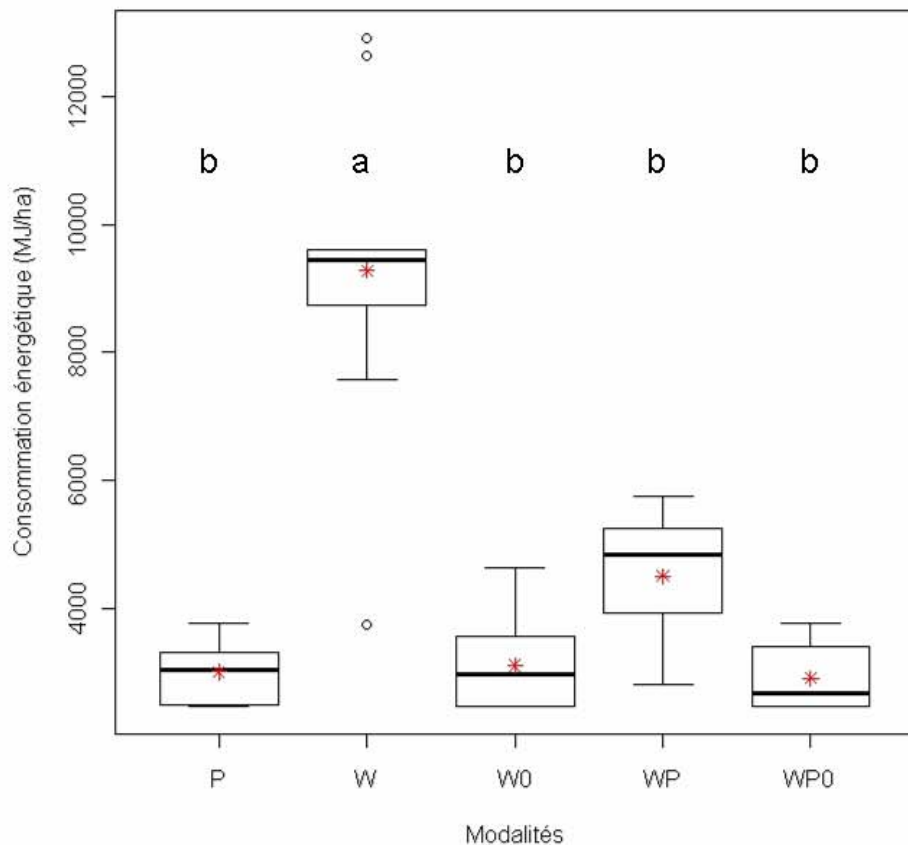 12000
10000
8000
6000
4000
Consommation énergétique (MJ/ha)
b a b b b
P W W0 WP WP0
Modalités